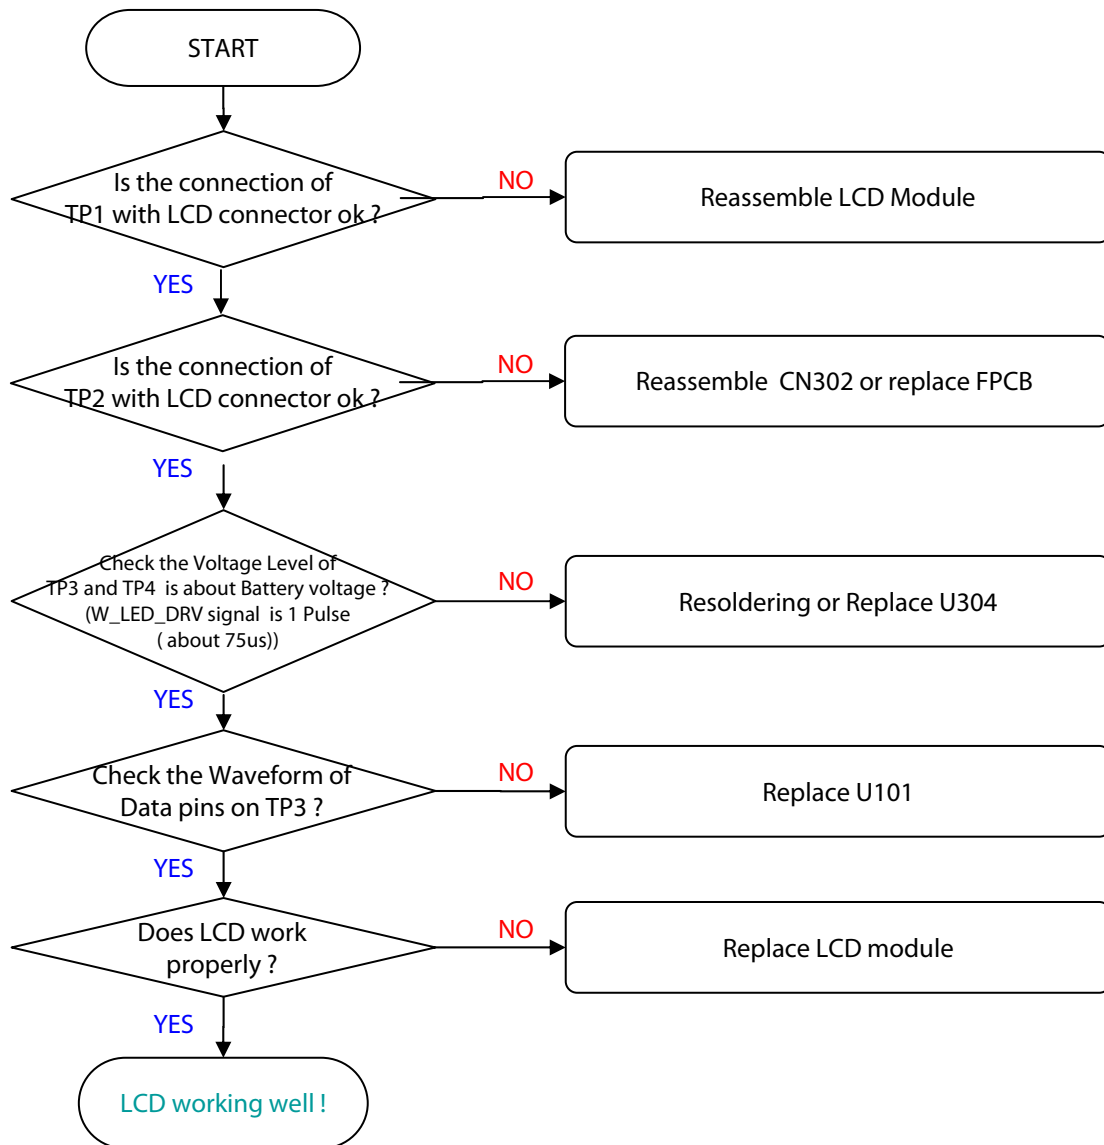 START
Is the connection of
TP1 with LCD connector ok ?
NO
Reassemble LCD Module
YES
Is the connection of
TP2 with LCD connector ok ?
NO
Reassemble  CN302 or replace FPCB
YES
Check the Voltage Level of
TP3 and TP4  is about Battery voltage ?
(W_LED_DRV signal  is 1 Pulse
( about 75us))
NO
Resoldering or Replace U304
YES
Check the Waveform of
Data pins on TP3 ?
NO
Replace U101
YES
Does LCD work
properly ?
NO
Replace LCD module
YES
LCD working well !